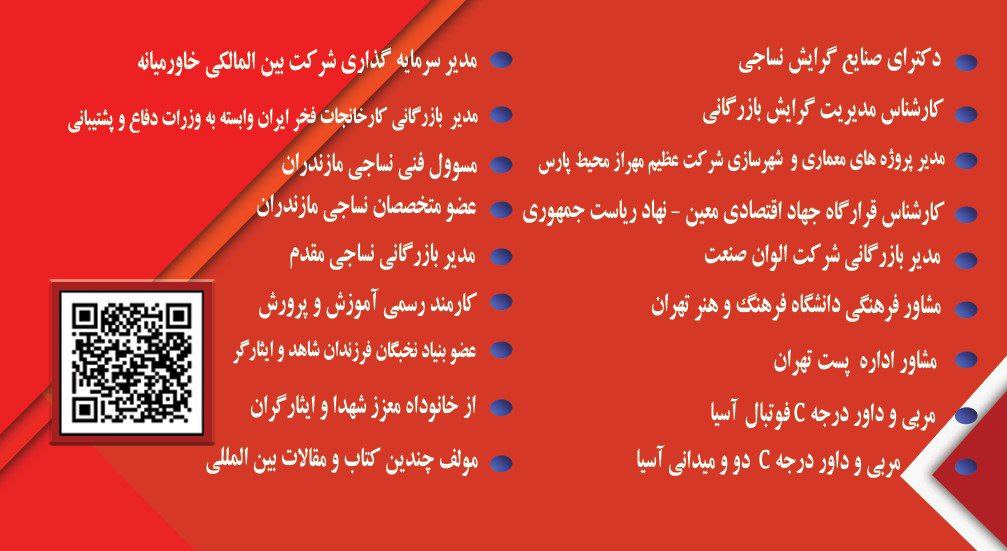 دکترای صنایع گرایش نساجی
کارشناس مدیریت گرایش بازرگانی
مدیر پروژه های معماری و شهرسازی شرکت عظیم مهراز محیط پارس
کارشناس قرارگاه جهاد اقتصادی معین - نهاد ریاست جمهوری
مدیر بازرگانی شرکت الوان صنعت
مشاور فرهنگی دانشگاه فرهنگ و هنر تهران
مشاور اداره پست تهران
مربی و داور درجه C فوتبال آسیا
مربی و داور درجه C دو و میدانی آسیا
مدیر سرمایه گذاری شرکت بین المالکی خاورمیانه
مدیر بازرگانی کارخانجات فخر ایران وابسته به وزرات دفاع و پشتیبانی
مسوول فنی نساجی مازندران
عضو متخصصان نساجی مازندران
مدیر بازرگانی نساجی مقدم
کارمند رسمی آموزش و پرورش
عضو بنیاد نخبگان فرزندان شاهد و ایثارگر
از خانوداه معزز شهدا و ایثارگران
مولف چندین کتاب و مقالات بین المللی